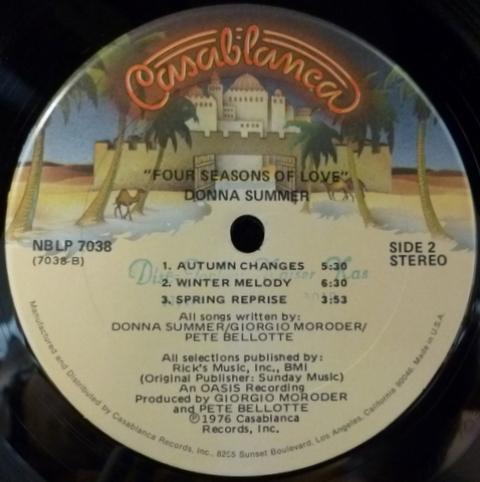 Casablanca
"FOUR SEASONS OF LOVE"
DONNA SUMMER
NBLP 7038
(7038-B)
SIDE 2
STEREO
1. AUTUMN CHANGES 5:30
2. WINTER MELODY 6:30
3. SPRING REPRISE 3:53
All songs written by:
DONNA SUMMER/GIORGIO MORODER/
PETE BELLOTTE
All selections published by:
Rick's Music, Inc., BMI
(Original Publisher: Sunday Music)
An OASIS Recording
Produced by GIORGIO MORODER
and PETE BELLOTTE
℗1976 Casablanca
Records, Inc.
Manufactured and Distributed by Casablanca Records, Inc., 8255 Sunset Boulevard, Los Angeles, California 90046. Made in U.S.A.